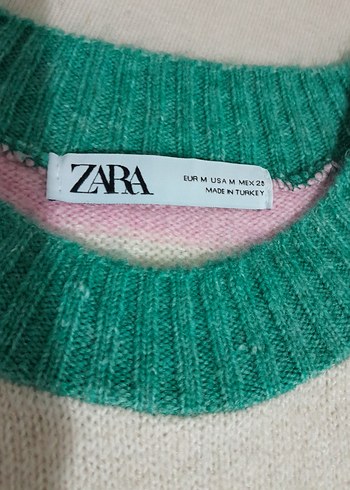 ZARA
EUR M USA M MEX 28
MADE IN TURKEY